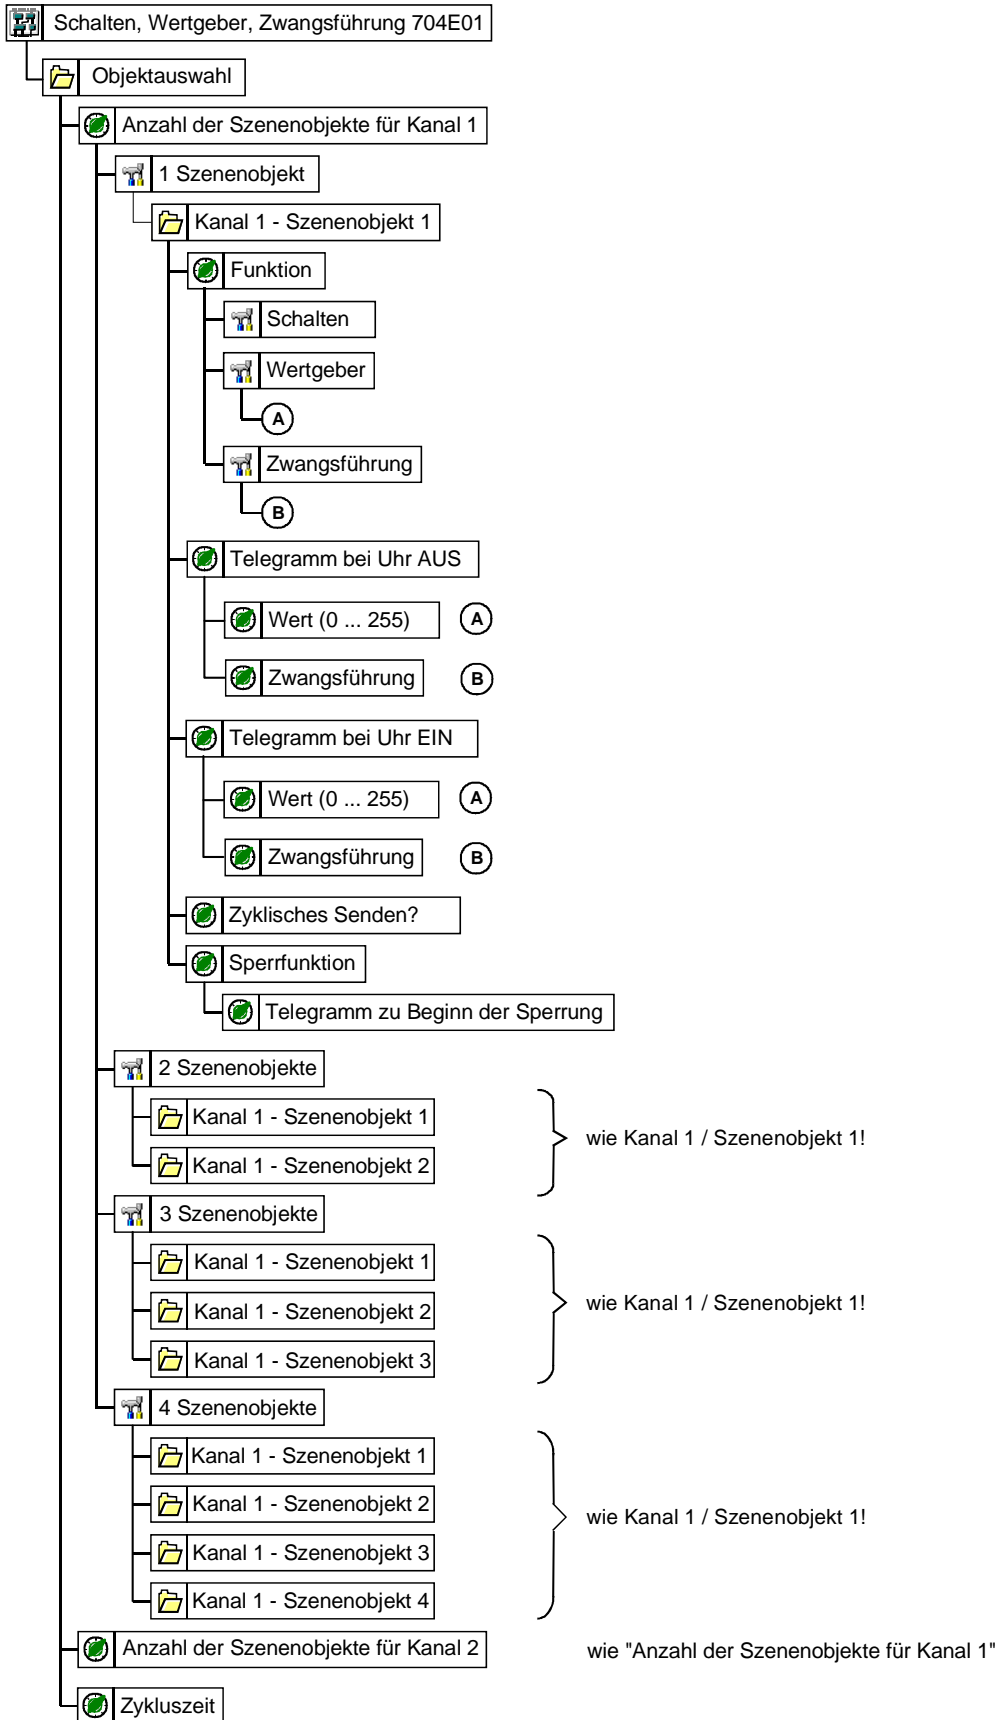 Schalten, Wertgeber, Zwangsführung 704E01
Objektauswahl
Anzahl der Szenenobjekte für Kanal 1
1 Szenenobjekt
Kanal 1 - Szenenobjekt 1
Funktion
Schalten
Wertgeber
A
Zwangsführung
B
Telegramm bei Uhr AUS
Wert (0 ... 255) A
Zwangsführung B
Telegramm bei Uhr EIN
Wert (0 ... 255) A
Zwangsführung B
Zyklisches Senden?
Sperrfunktion
Telegramm zu Beginn der Sperrung
2 Szenenobjekte
Kanal 1 - Szenenobjekt 1
wie Kanal 1 / Szenenobjekt 1!
Kanal 1 - Szenenobjekt 2
3 Szenenobjekte
Kanal 1 - Szenenobjekt 1
wie Kanal 1 / Szenenobjekt 1!
Kanal 1 - Szenenobjekt 2
Kanal 1 - Szenenobjekt 3
4 Szenenobjekte
Kanal 1 - Szenenobjekt 1
Kanal 1 - Szenenobjekt 2
wie Kanal 1 / Szenenobjekt 1!
Kanal 1 - Szenenobjekt 3
Kanal 1 - Szenenobjekt 4
Anzahl der Szenenobjekte für Kanal 2 wie "Anzahl der Szenenobjekte für Kanal 1"
Zykluszeit